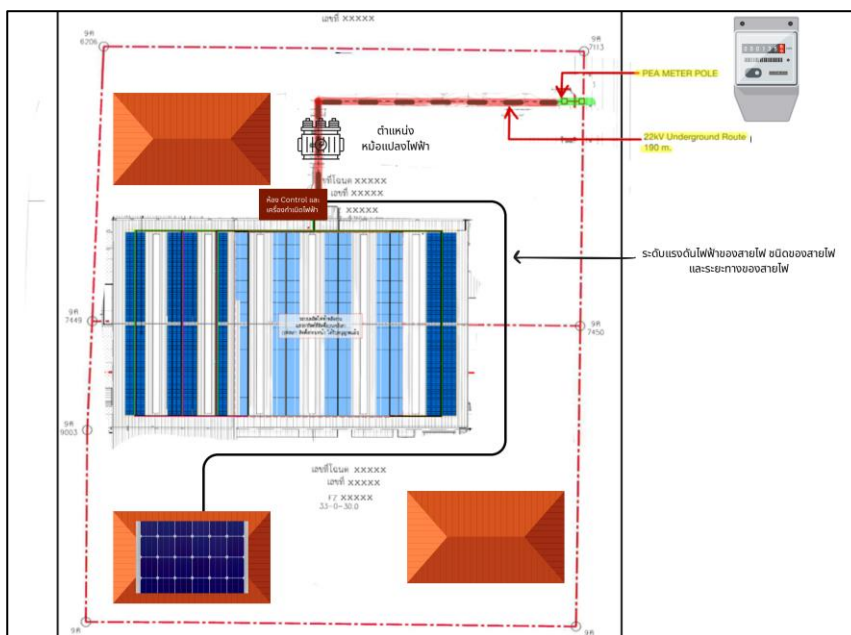 เลขที่ XXXXX
9ค
6206
9ค
7113
PEA METER POLE
22kV Underground Route
190 m.
ตำแหน่ง
หม้อแปลงไฟฟ้า
เลขที่โฉนด XXXXX
เลขที่ XXXXX
ห้อง Control และ
เครื่องกำเนิดไฟฟ้า
ระดับแรงดันไฟฟ้าของสายไฟ ชนิดของสายไฟ
และระยะทางของสายไฟ
9ค
7449
9ค
7450
9ค
9003
เลขที่โฉนด XXXXX
เลขที่ XXXXX
XXXXX
33-0-30.0
9ค
9ค